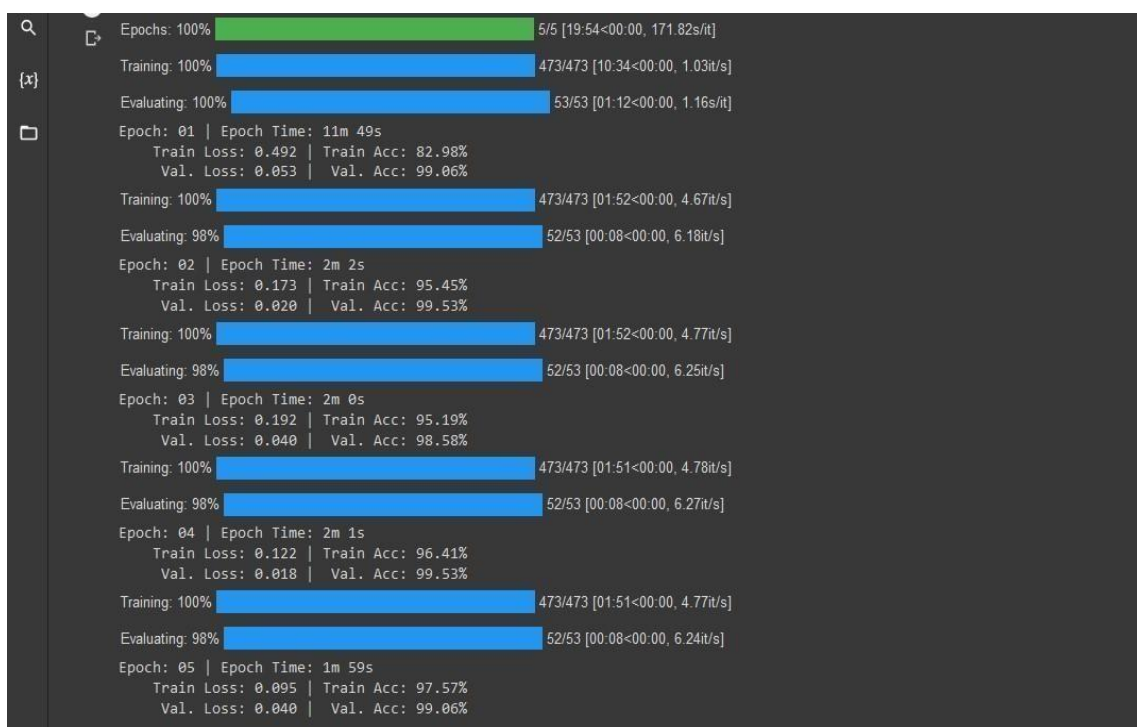 {x}
Epochs: 100% 5/5 [19:54<00:00, 171.82s/it]
Training: 100% 473/473 [10:34<00:00, 1.03it/s]
Evaluating: 100% 53/53 [01:12<00:00, 1.16s/it]
Epoch: 01 | Epoch Time: 11m 49s
Train Loss: 0.492 | Train Acc: 82.98%
Val. Loss: 0.053 | Val. Acc: 99.06%
Training: 100% 473/473 [01:52<00:00, 4.67it/s]
Evaluating: 98% 52/53 [00:08<00:00, 6.18it/s]
Epoch: 02 | Epoch Time: 2m 2s
Train Loss: 0.173 | Train Acc: 95.45%
Val. Loss: 0.020 | Val. Acc: 99.53%
Training: 100% 473/473 [01:52<00:00, 4.77it/s]
Evaluating: 98% 52/53 [00:08<00:00, 6.25it/s]
Epoch: 03 | Epoch Time: 2m 0s
Train Loss: 0.192 | Train Acc: 95.19%
Val. Loss: 0.040 | Val. Acc: 98.58%
Training: 100% 473/473 [01:51<00:00, 4.78it/s]
Evaluating: 98% 52/53 [00:08<00:00, 6.27it/s]
Epoch: 04 | Epoch Time: 2m 1s
Train Loss: 0.122 | Train Acc: 96.41%
Val. Loss: 0.018 | Val. Acc: 99.53%
Training: 100% 473/473 [01:51<00:00, 4.77it/s]
Evaluating: 98% 52/53 [00:08<00:00, 6.24it/s]
Epoch: 05 | Epoch Time: 1m 59s
Train Loss: 0.095 | Train Acc: 97.57%
Val. Loss: 0.040 | Val. Acc: 99.06%